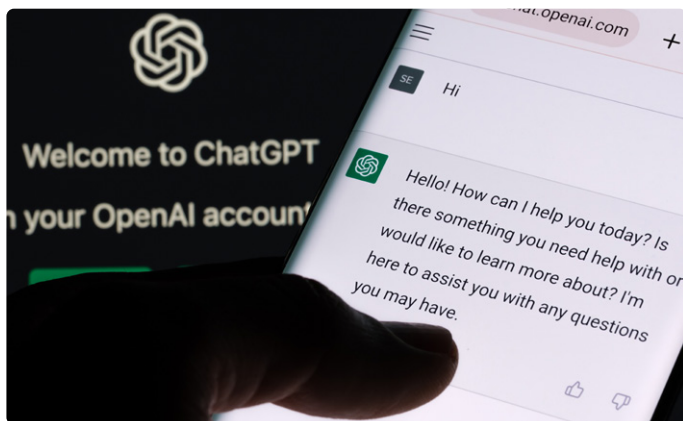 Welcome to ChatGPT
your OpenAI account
.openai.com
SE
Hi
Hello! How can I help you today? Is
there something you need help with or
would like to learn more about? I'm
here to assist you with any questions
you may have.